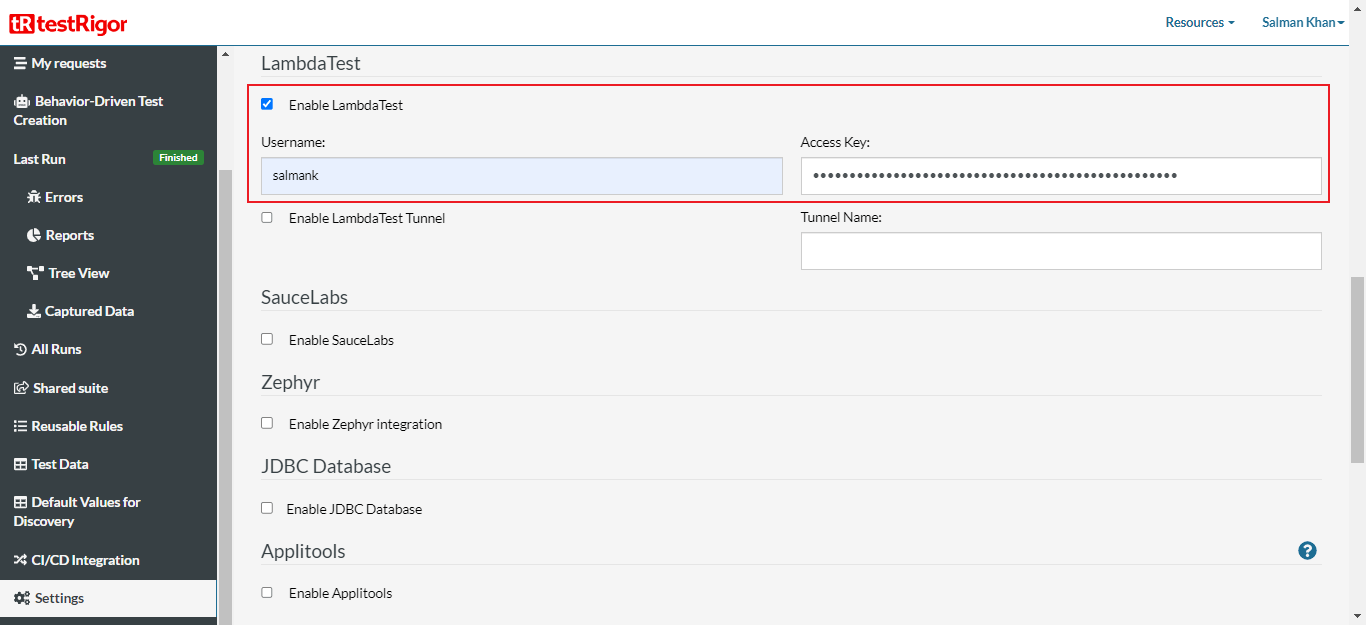 tR testRigor
Resources
Salman Khan
My requests
Behavior-Driven Test
Creation
Last Run
Finished
Errors
Reports
Tree View
Captured Data
All Runs
Shared suite
Reusable Rules
Test Data
Default Values for
Discovery
CI/CD Integration
Settings
LambdaTest
Enable LambdaTest
Username:
Access Key:
salmank
••••••••••••••••••••••••••••••••••••••••••••••••••
Enable LambdaTest Tunnel
Tunnel Name:
SauceLabs
Enable SauceLabs
Zephyr
Enable Zephyr integration
JDBC Database
Enable JDBC Database
Applitools
?
Enable Applitools